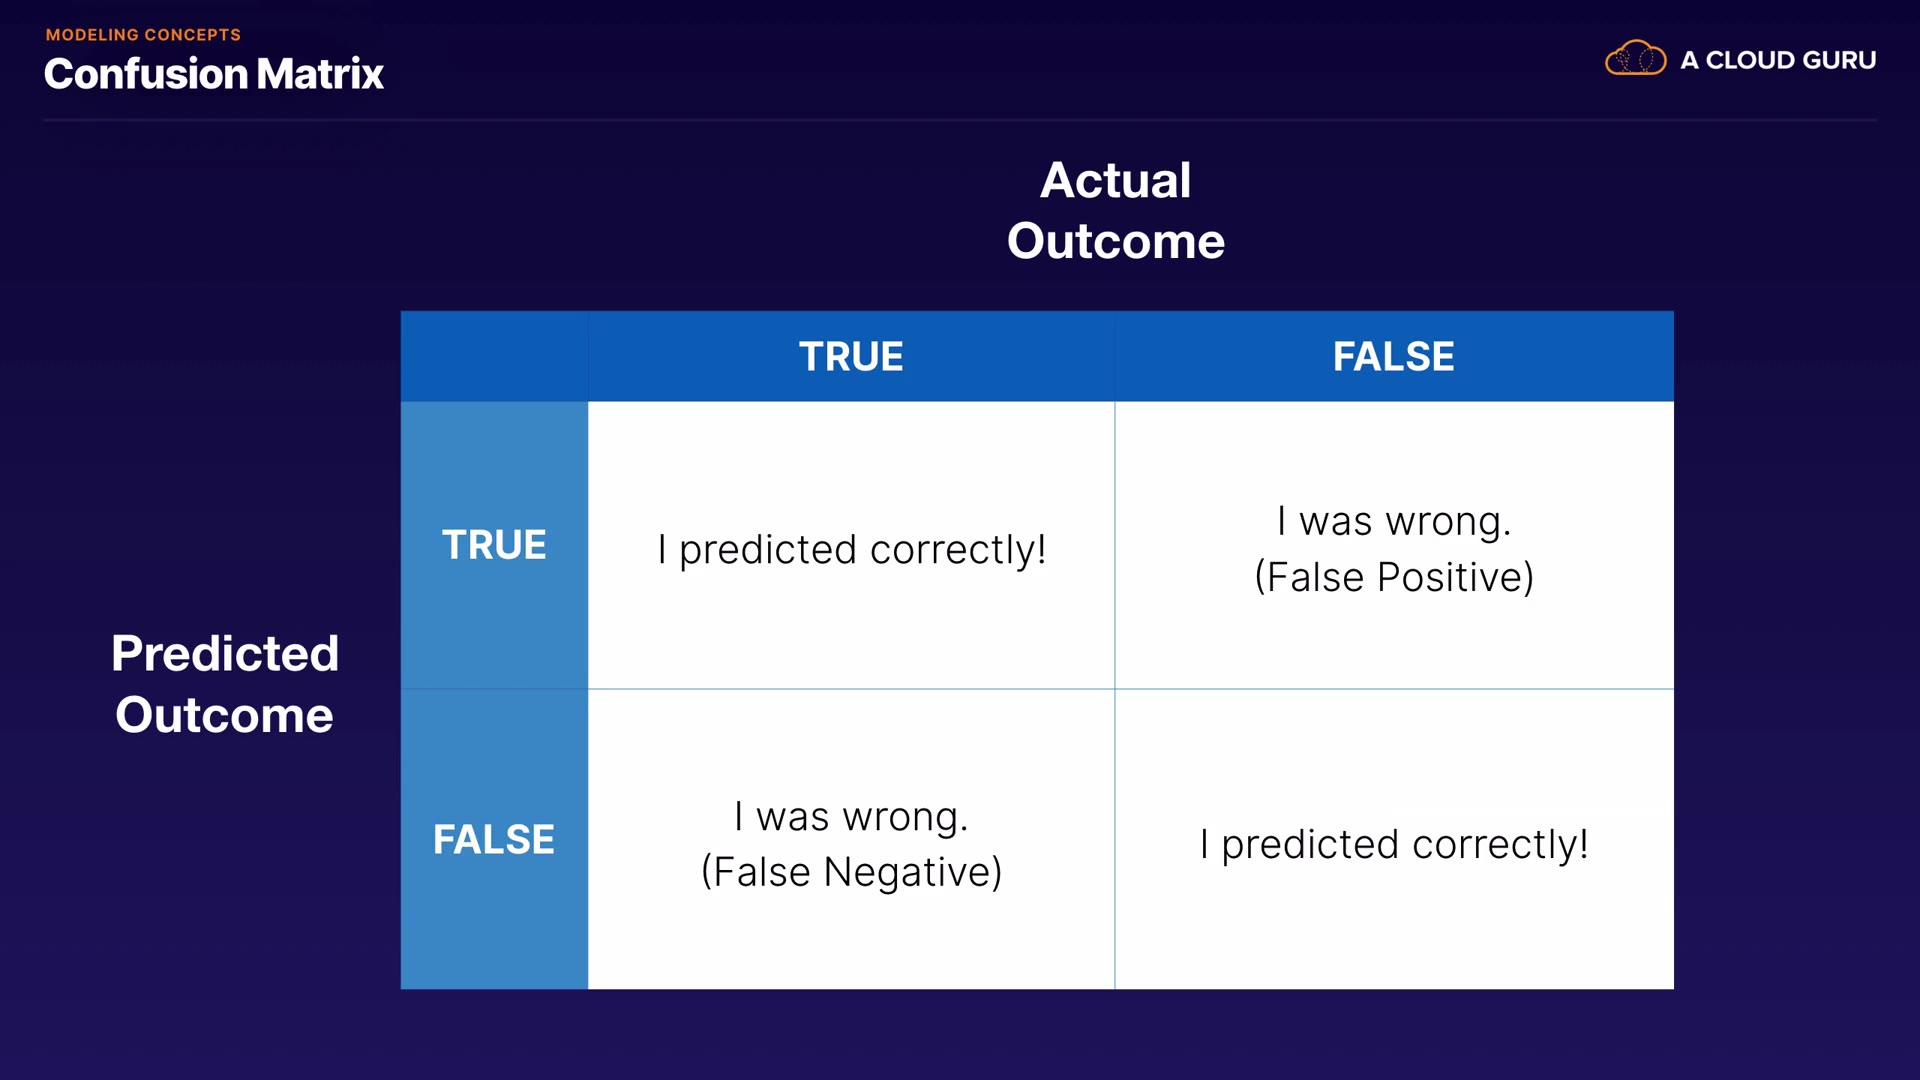 MODELING CONCEPTS
Confusion Matrix
A CLOUD GURU
Actual
Outcome
TRUE
FALSE
TRUE
I predicted correctly!
I was wrong.
(False Positive)
Predicted
Outcome
FALSE
I was wrong.
(False Negative)
I predicted correctly!